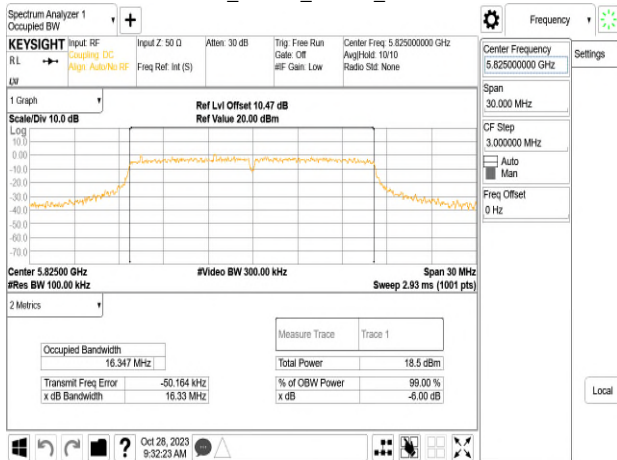 Spectrum Analyzer 1
Occupied BW
KEYSIGHT
RL
Input: RF
Coupling: DC
Align: Auto/No RF
Input Z: 50 Ω
Freq Ref: Int (S)
Atten: 30 dB
Trig: Free Run
Gate: Off
#IF Gain: Low
Center Freq: 5.825000000 GHz
Avg|Hold: 10/10
Radio Std: None
1 Graph
Scale/Div 10.0 dB
Ref Lvl Offset 10.47 dB
Ref Value 20.00 dBm
Log
10.0
0.00
-10.0
-20.0
-30.0
-40.0
-50.0
-60.0
-70.0
Center 5.82500 GHz
#Video BW 300.00 kHz
Span 30 MHz
#Res BW 100.00 kHz
Sweep 2.93 ms (1001 pts)
2 Metrics
Measure Trace Trace 1
Occupied Bandwidth
16.347 MHz
Total Power 18.5 dBm
Transmit Freq Error -50.164 kHz
% of OBW Power 99.00 %
x dB Bandwidth 16.33 MHz
x dB -6.00 dB
Oct 28, 2023
9:32:23 AM
Frequency
Center Frequency
5.825000000 GHz
Settings
Span
30.000 MHz
CF Step
3.000000 MHz
Auto
Man
Freq Offset
0 Hz
Local